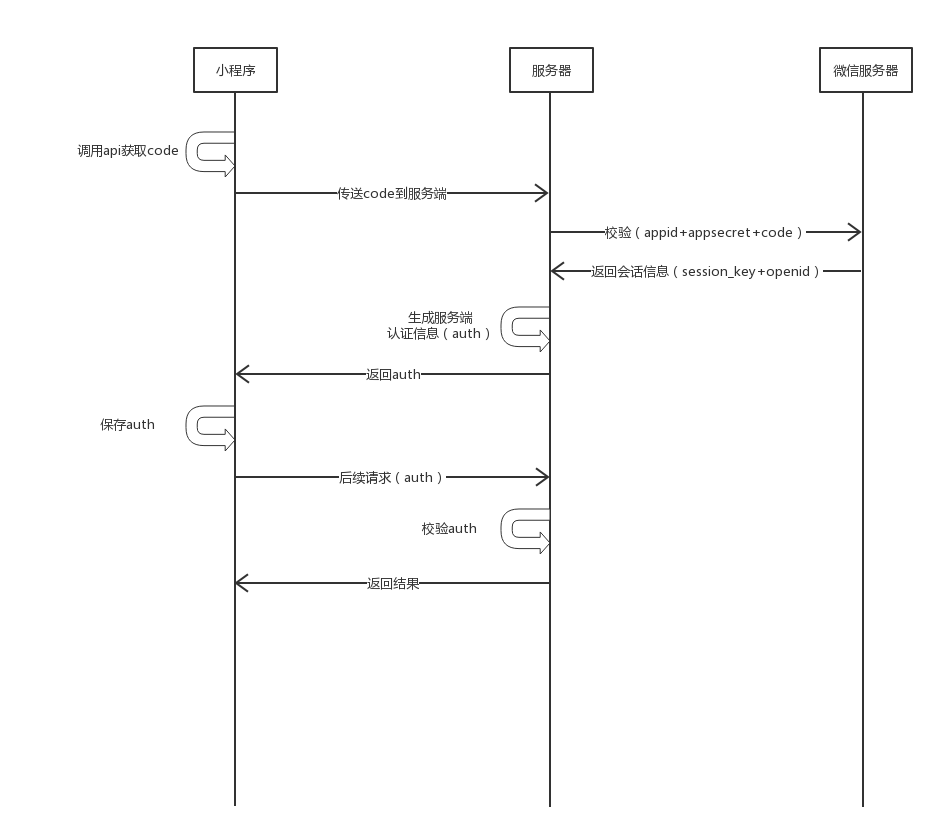 小程序
服务器
微信服务器
调用api获取code
传送code到服务端
校验（appid+appsecret+code）
返回会话信息（session_key+openid）
生成服务端
认证信息（auth）
返回auth
保存auth
后续请求（auth）
校验auth
返回结果